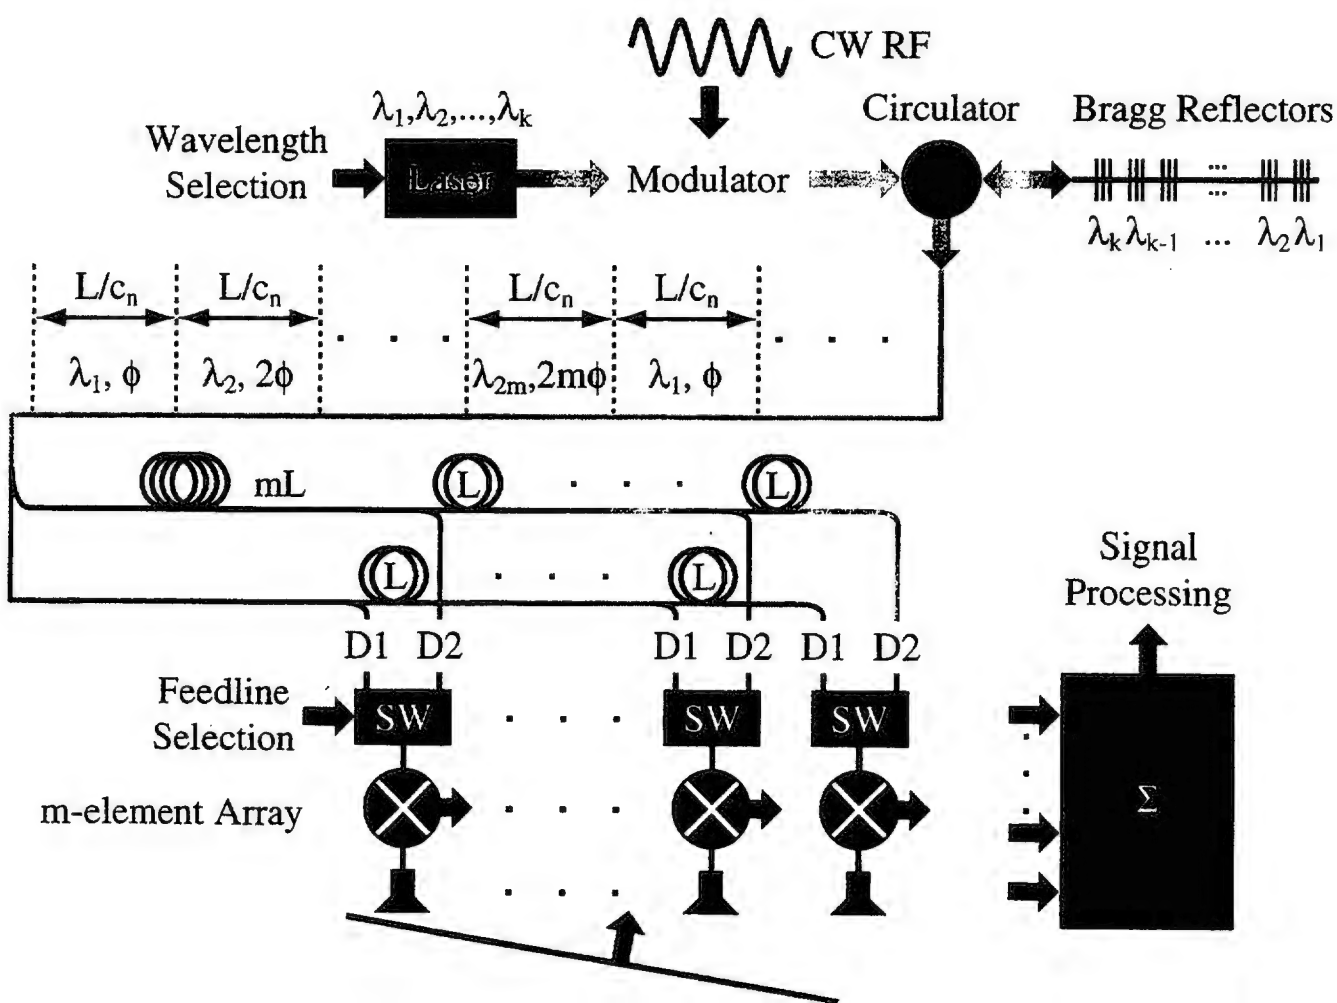 CW RF
λ1,λ2,...,λk
Circulator
Bragg Reflectors
Wavelength
Selection
Laser
Modulator
λk λk-1 ... λ2 λ1
L/cn L/cn L/cn L/cn
λ1, ϕ λ2, 2ϕ λ2m,2mϕ λ1, ϕ
mL L L
L L
Signal
Processing
D1 D2 D1 D2 D1 D2
Feedline
Selection
SW SW SW
m-element Array
Σ